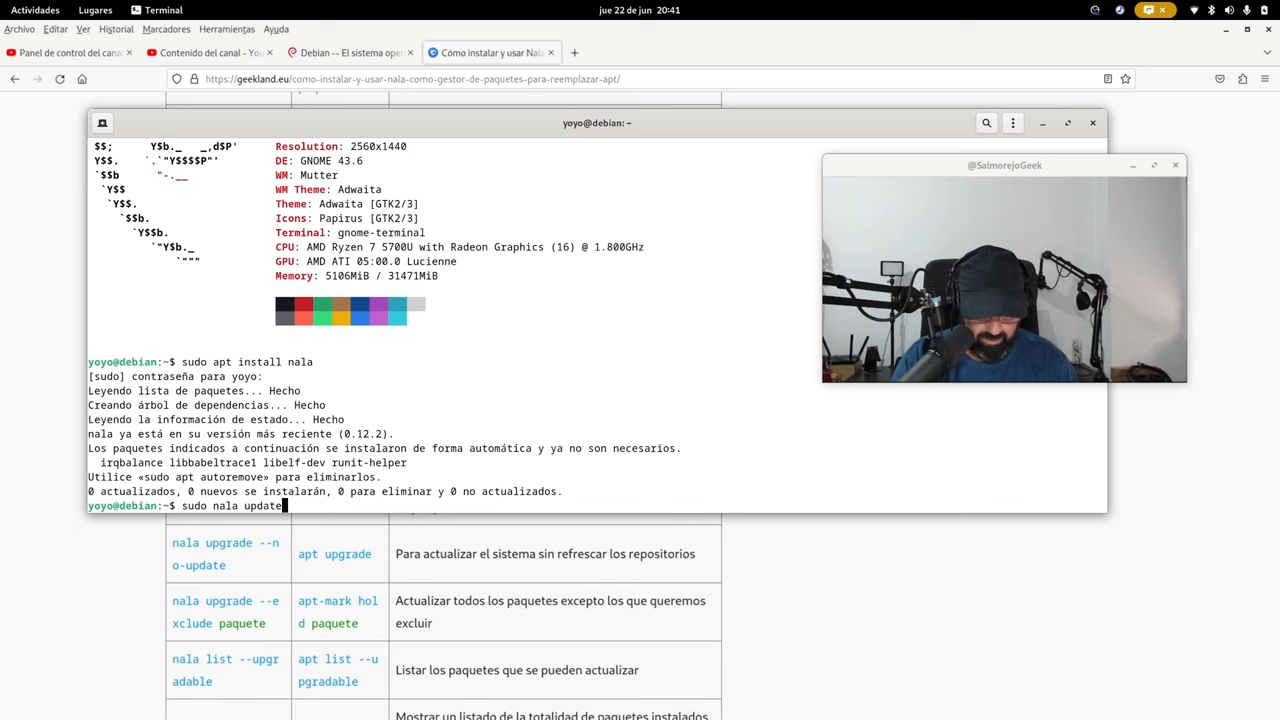 Actividades Lugares Terminal jue 22 de jun 20:41
Archivo Editar Ver Historial Marcadores Herramientas Ayuda
Panel de control del cana Contenido del canal - You Debian -- El sistema oper Cómo instalar y usar Nala
https://geekland.eu/como-instalar-y-usar-nala-como-gestor-de-paquetes-para-reemplazar-apt/
yoyo@debian: ~
@SalmorejoGeek
$$; Y$b._ _,d$P' Resolution: 2560x1440
Y$$. `.`"Y$$$$P"' DE: GNOME 43.6
`$$b "-.__ WM: Mutter
`Y$$ WM Theme: Adwaita
`Y$$. Theme: Adwaita [GTK2/3]
`$$b. Icons: Papirus [GTK2/3]
`Y$$b. Terminal: gnome-terminal
`"Y$b._ CPU: AMD Ryzen 7 5700U with Radeon Graphics (16) @ 1.800GHz
`""" GPU: AMD ATI 05:00.0 Lucienne
Memory: 5106MiB / 31471MiB
yoyo@debian:~$ sudo apt install nala
[sudo] contraseña para yoyo:
Leyendo lista de paquetes... Hecho
Creando árbol de dependencias... Hecho
Leyendo la información de estado... Hecho
nala ya está en su versión más reciente (0.12.2).
Los paquetes indicados a continuación se instalaron de forma automática y ya no son necesarios.
irqbalance libbabeltrace1 libelf-dev runit-helper
Utilice «sudo apt autoremove» para eliminarlos.
0 actualizados, 0 nuevos se instalarán, 0 para eliminar y 0 no actualizados.
yoyo@debian:~$ sudo nala update
nala upgrade --n
o-update
apt upgrade
Para actualizar el sistema sin refrescar los repositorios
nala upgrade --e
xclude paquete
apt-mark hol
d paquete
Actualizar todos los paquetes excepto los que queremos
excluir
nala list --upgr
adable
apt list --u
pgradable
Listar los paquetes que se pueden actualizar
Mostrar un listado de la totalidad de paquetes instalados